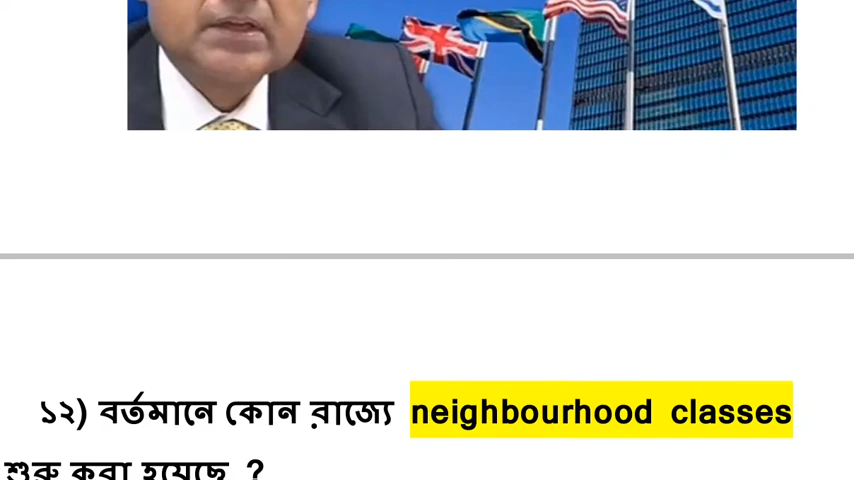 ১২) বর্তমানে কোন রাজ্যে neighbourhood classes
শুরু করা হয়েছে ?